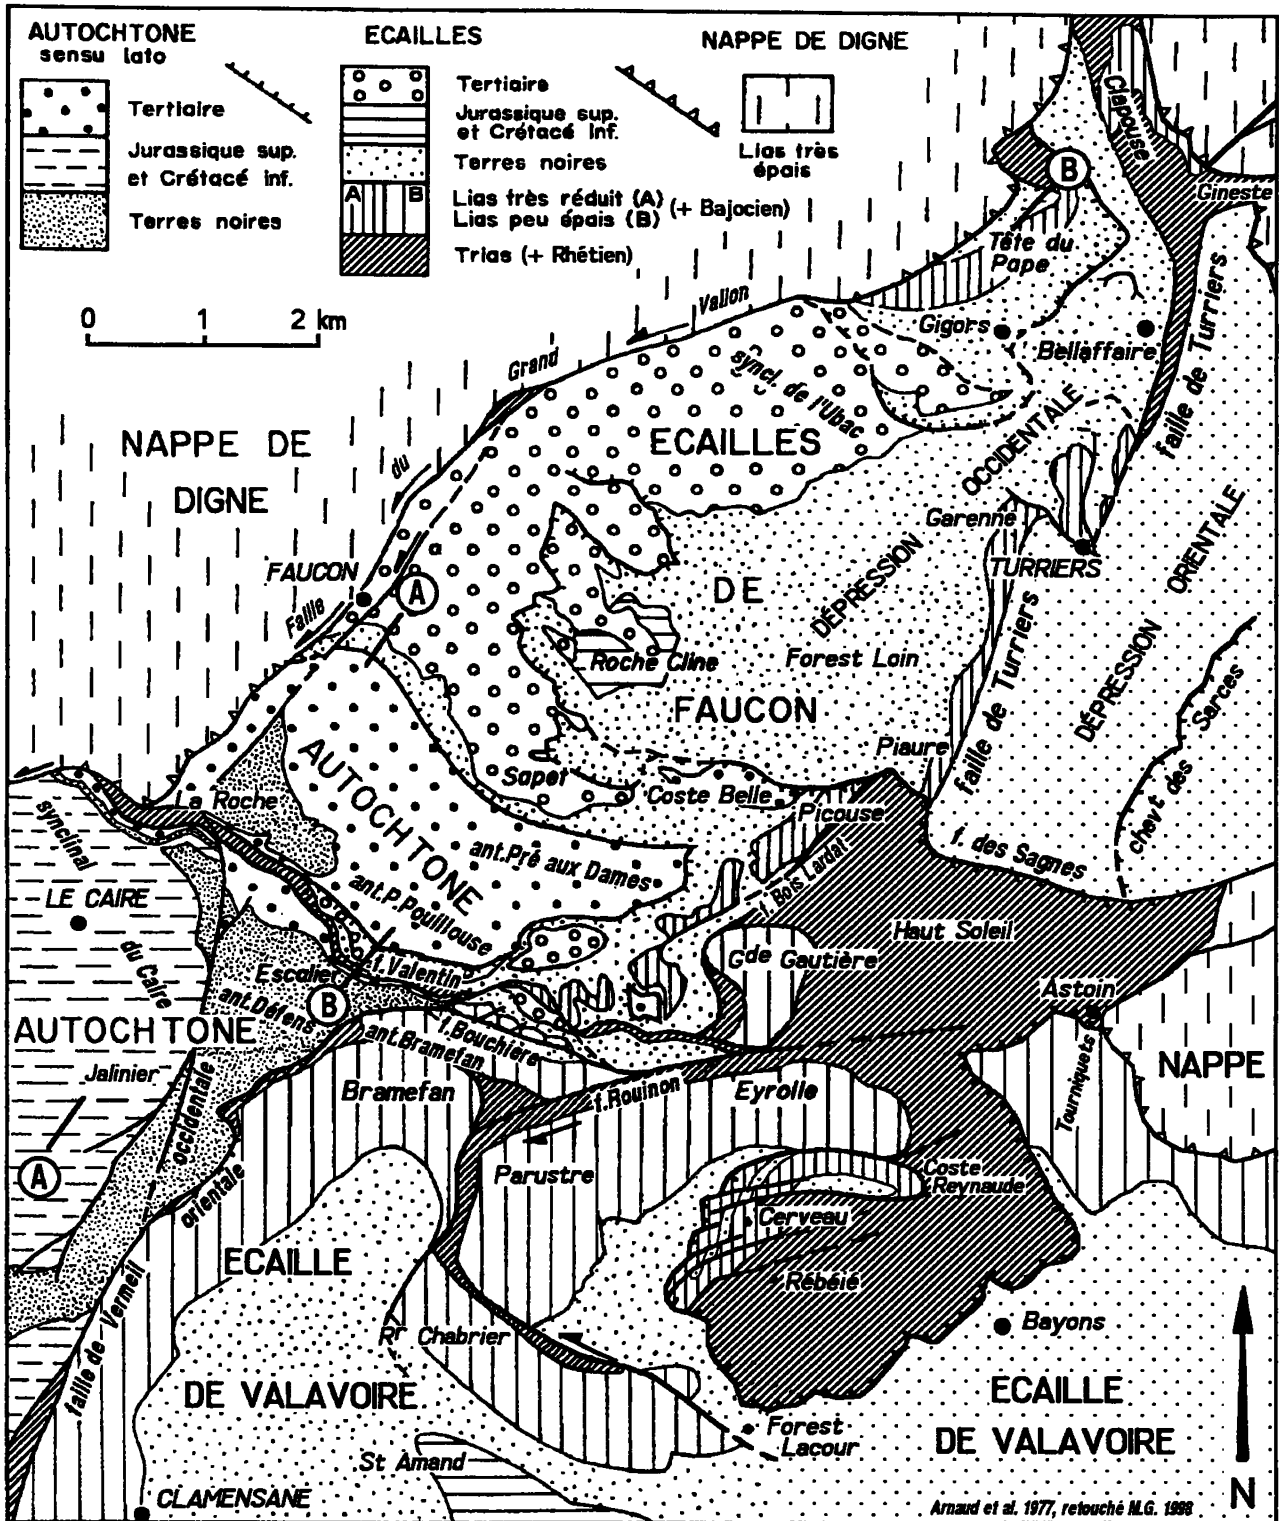 AUTOCHTONE
sensu lato
Tertiaire
Jurassique sup.
et Crétacé inf.
Terres noires
ECAILLES
Tertiaire
Jurassique sup.
et Crétacé inf.
Terres noires
A B
Lias très réduit (A)
Lias peu épais (B)
(+ Bajocien)
Trias (+ Rhétien)
NAPPE DE DIGNE
Lias très
épais
0 1 2 km
Clapouse
B
Gineste
Tête du
Pape
Vallon
Gigors
Bellaffaire
faille de Turriers
Grand
syncl. de l'Ubac
NAPPE DE
DIGNE
du
ECAILLES
OCCIDENTALE
Garenne
TURRIERS
ORIENTALE
FAUCON
A
Faille
DE
DÉPRESSION
Roche Cline
Forest Loin
faille de Turriers
DÉPRESSION
Sarces
FAUCON
Piaure
AUTOCHTONE
Sapet
Coste Belle
Picouse
chevt des
La Roche
synclinal
ant.Pré aux Dames
f. des Sagnes
f. Bois Lardat
LE CAIRE
ant.P.Pouillouse
Haut Soleil
du Caire
f.Valentin
Gde Gautière
Escalier
B
ant.Défens
Astoin
AUTOCHTONE
ant.Bramefan
f.Bouchière
NAPPE
Jalinier
occidentale
Bramefan
f.Rouinon
Eyrolle
Tourniquets
A
orientale
Parustre
Coste
Reynaude
Cerveau
ECAILLE
Rébéié
faille de Vermeil
Rr Chabrier
Bayons
DE VALAVOIRE
ECAILLE
DE VALAVOIRE
Forest
Lacour
St Amand
CLAMENSANE
N
Arnaud et al. 1977, retouché M.G. 1998